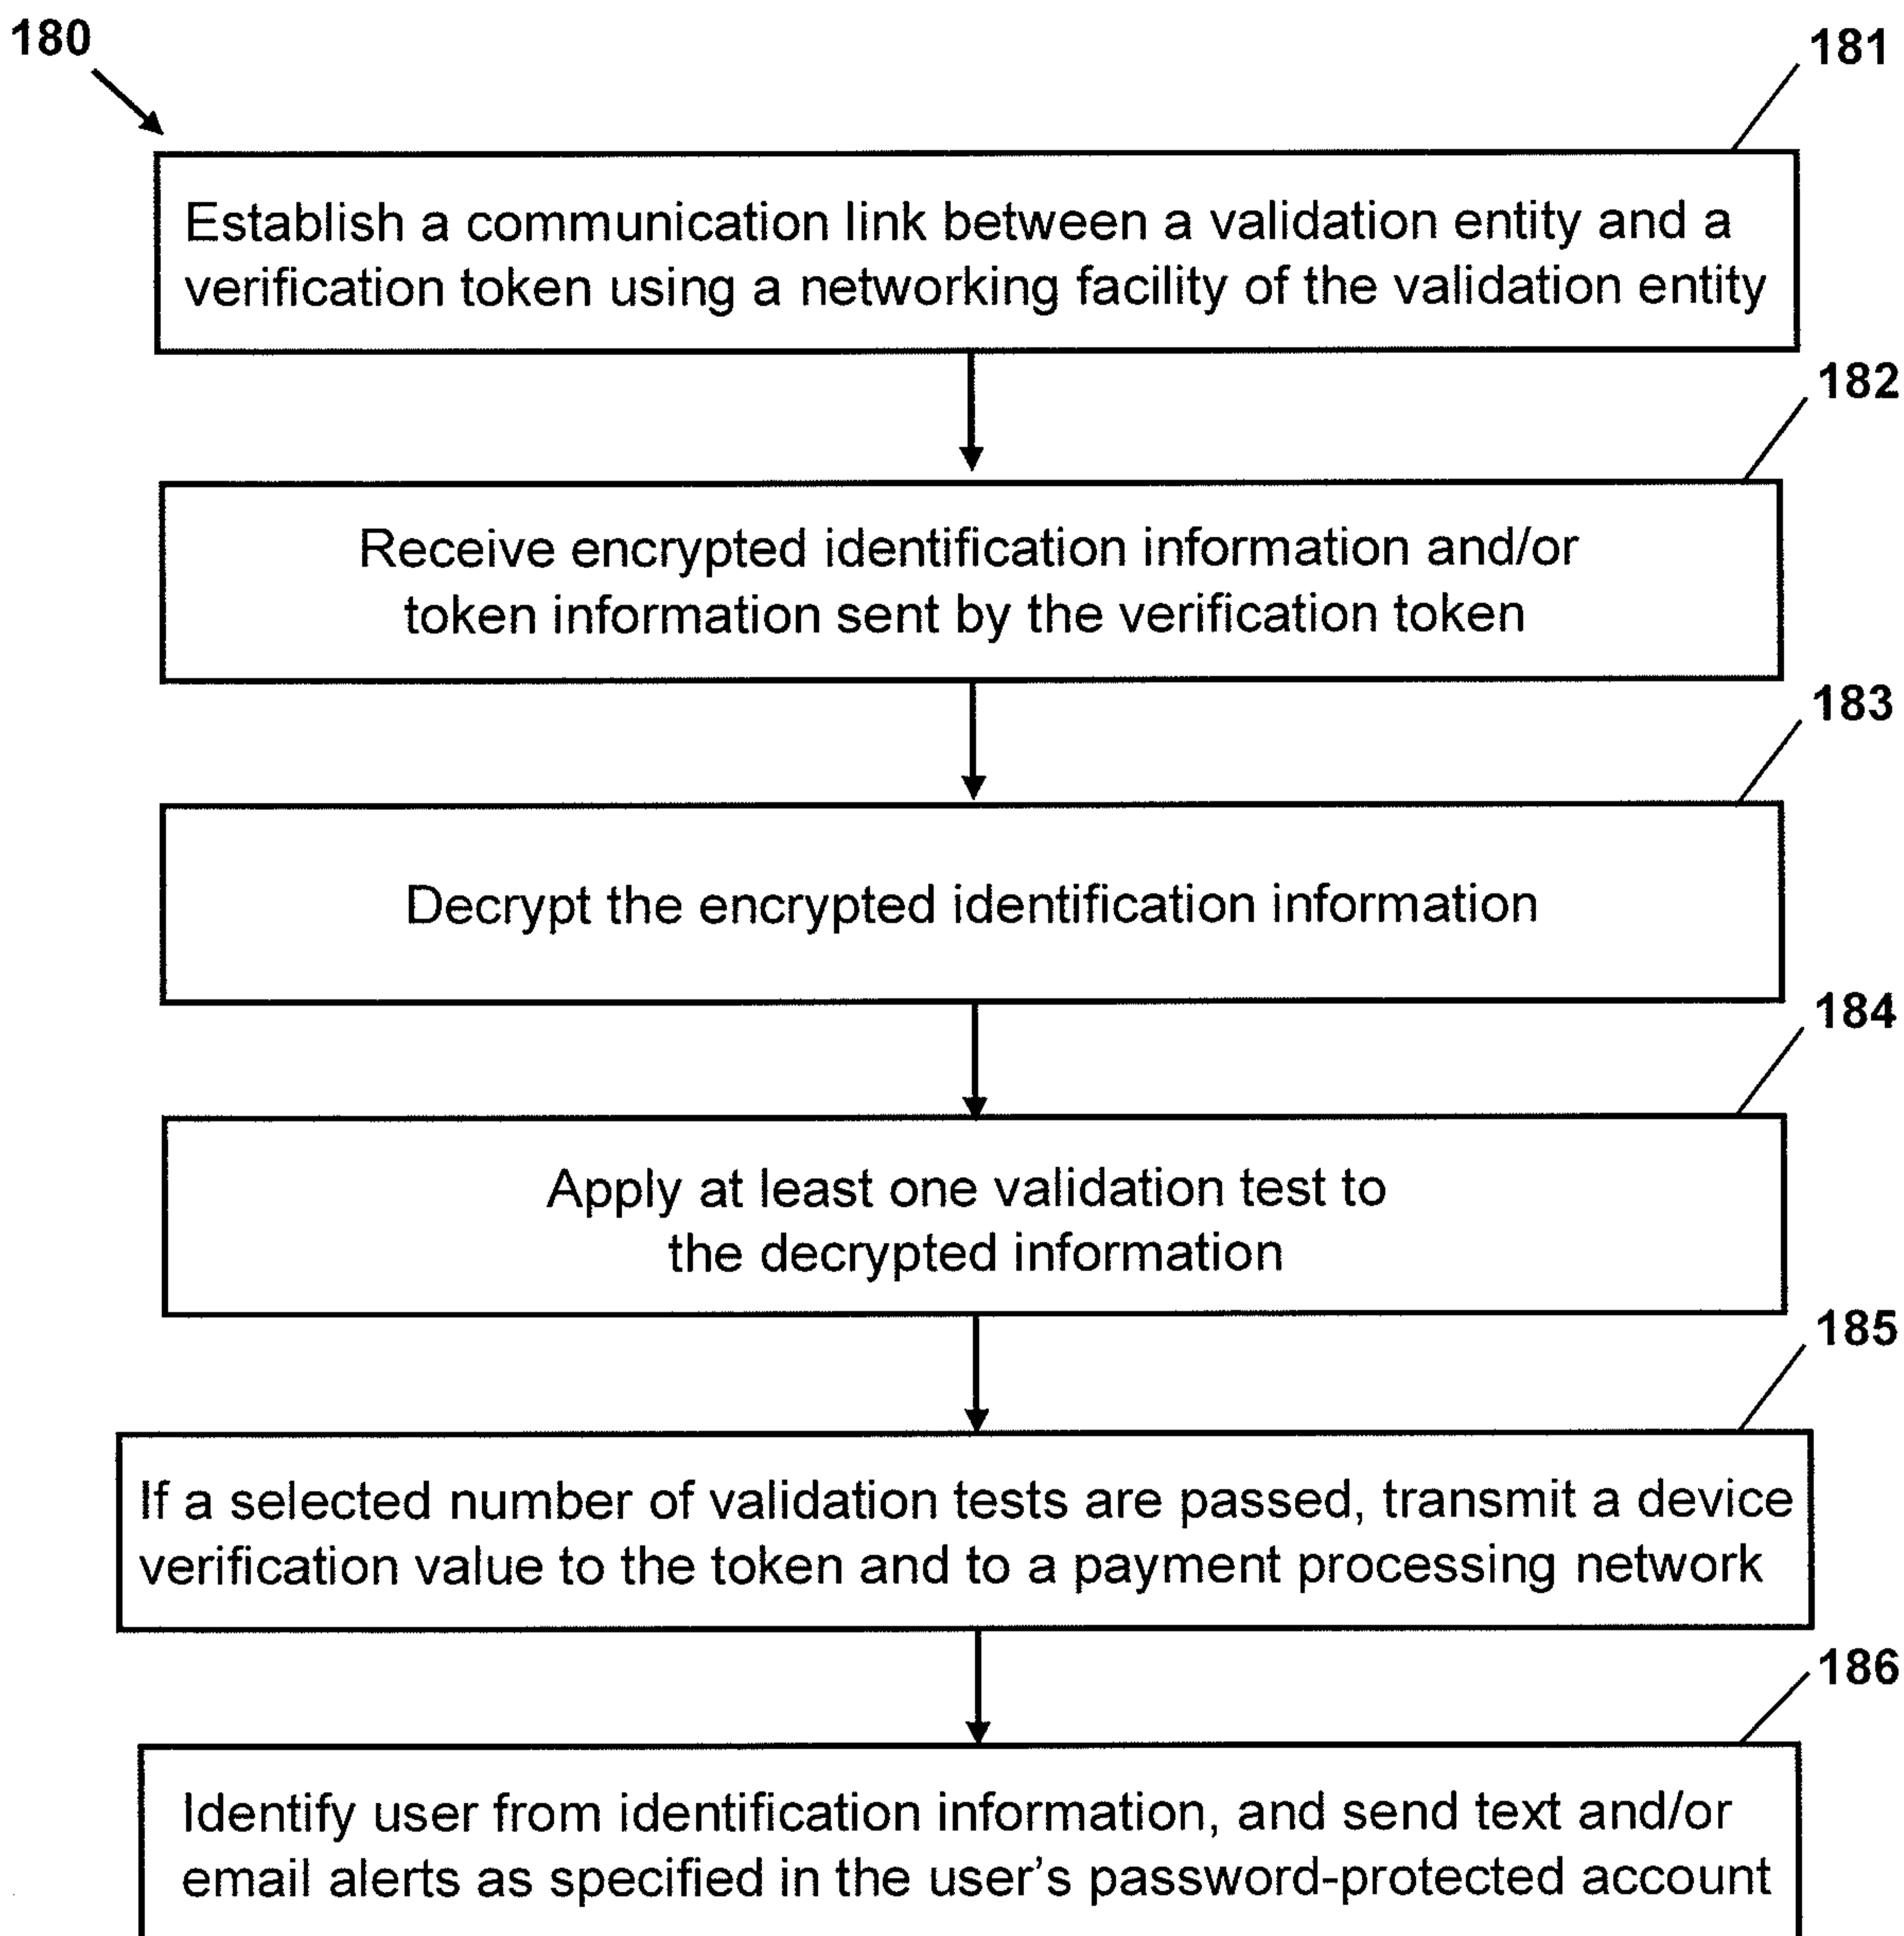 180
181
Establish a communication link between a validation entity and a
verification token using a networking facility of the validation entity
182
Receive encrypted identification information and/or
token information sent by the verification token
183
Decrypt the encrypted identification information
184
Apply at least one validation test to
the decrypted information
185
If a selected number of validation tests are passed, transmit a device
verification value to the token and to a payment processing network
186
Identify user from identification information, and send text and/or
email alerts as specified in the user's password-protected account